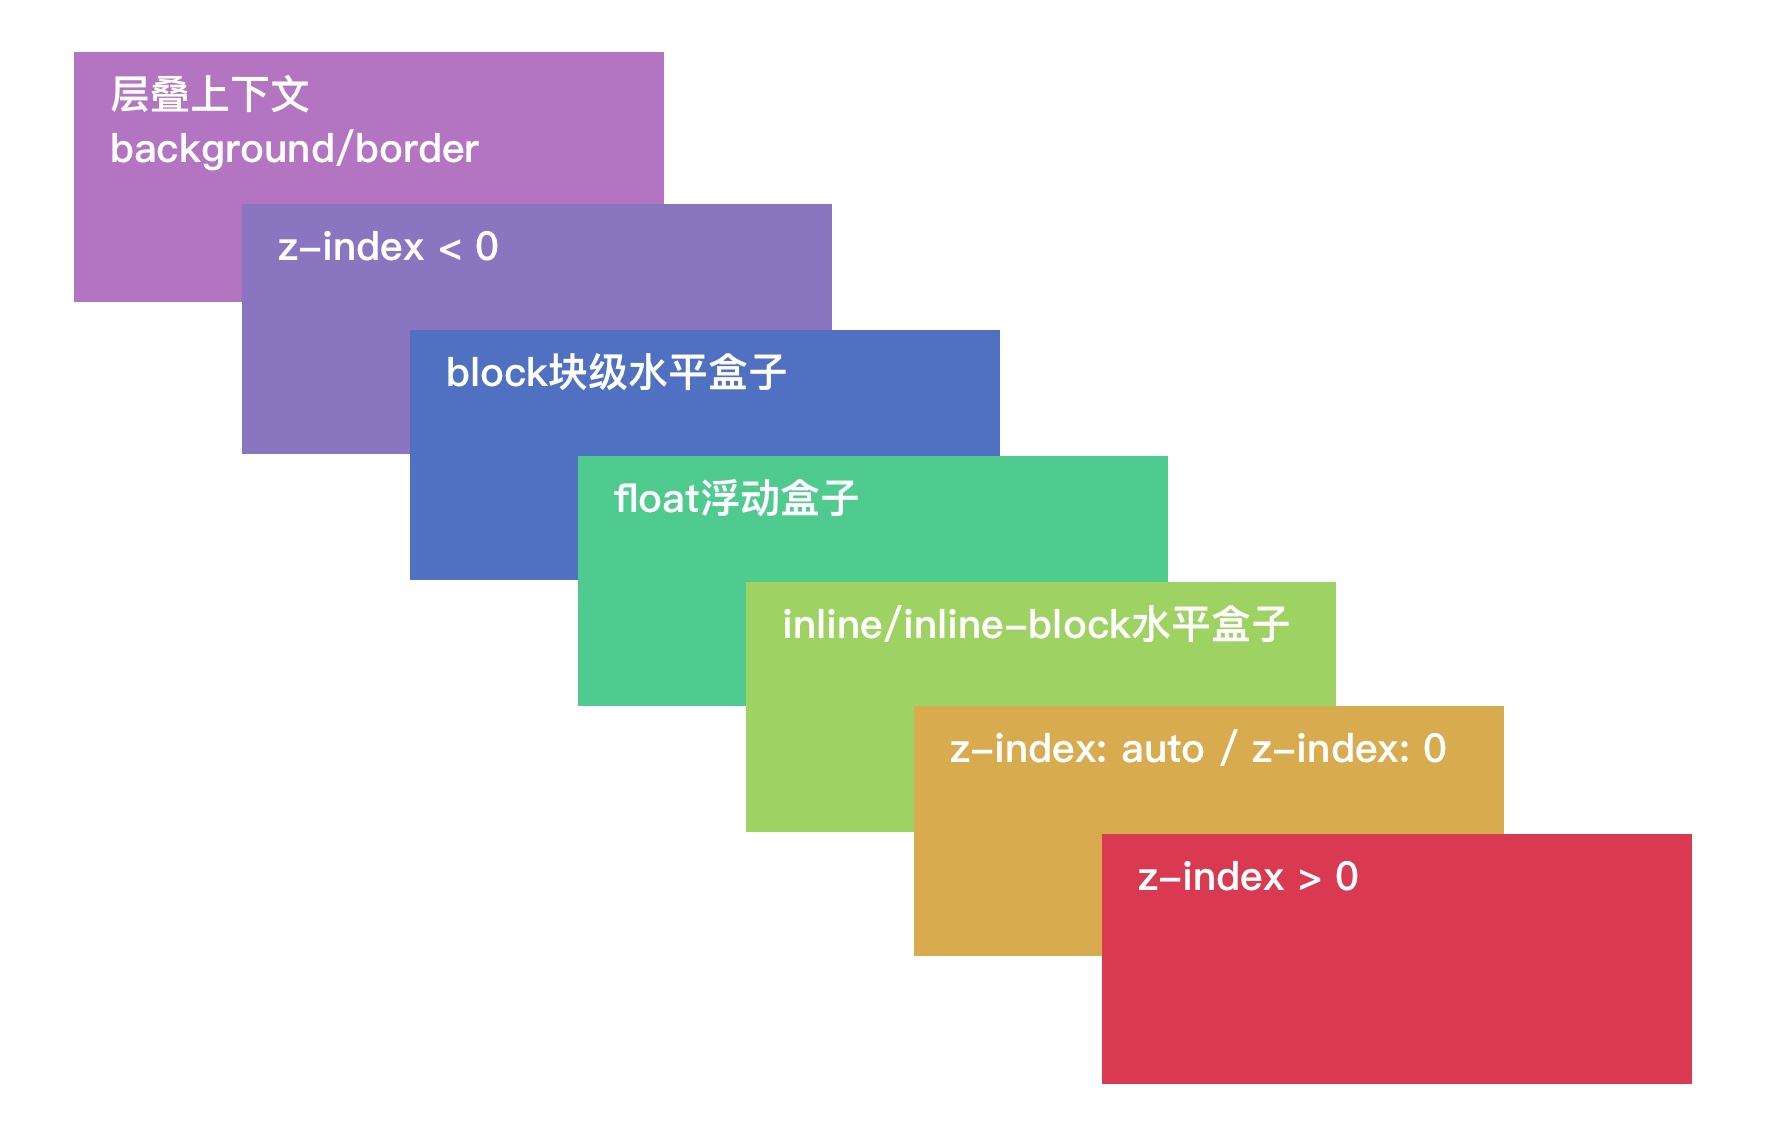 层叠上下文
background/border
z-index < 0
block块级水平盒子
float浮动盒子
inline/inline-block水平盒子
z-index: auto / z-index: 0
z-index > 0